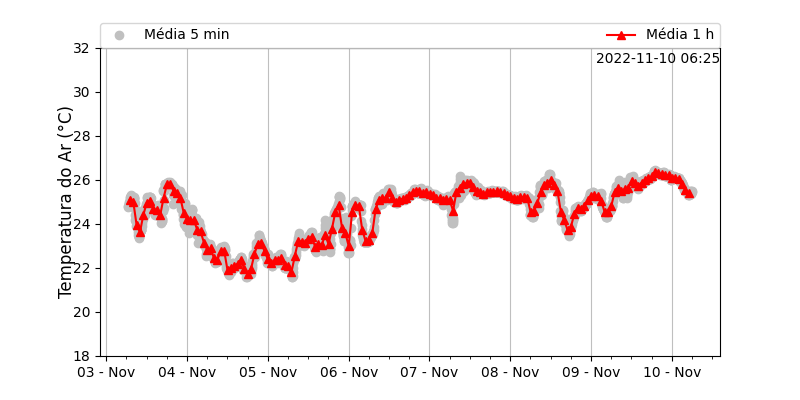 Média 5 min
Média 1 h
2022-11-10 06:25
Temperatura do Ar (°C)
32
30
28
26
24
22
20
18
03 - Nov
04 - Nov
05 - Nov
06 - Nov
07 - Nov
08 - Nov
09 - Nov
10 - Nov